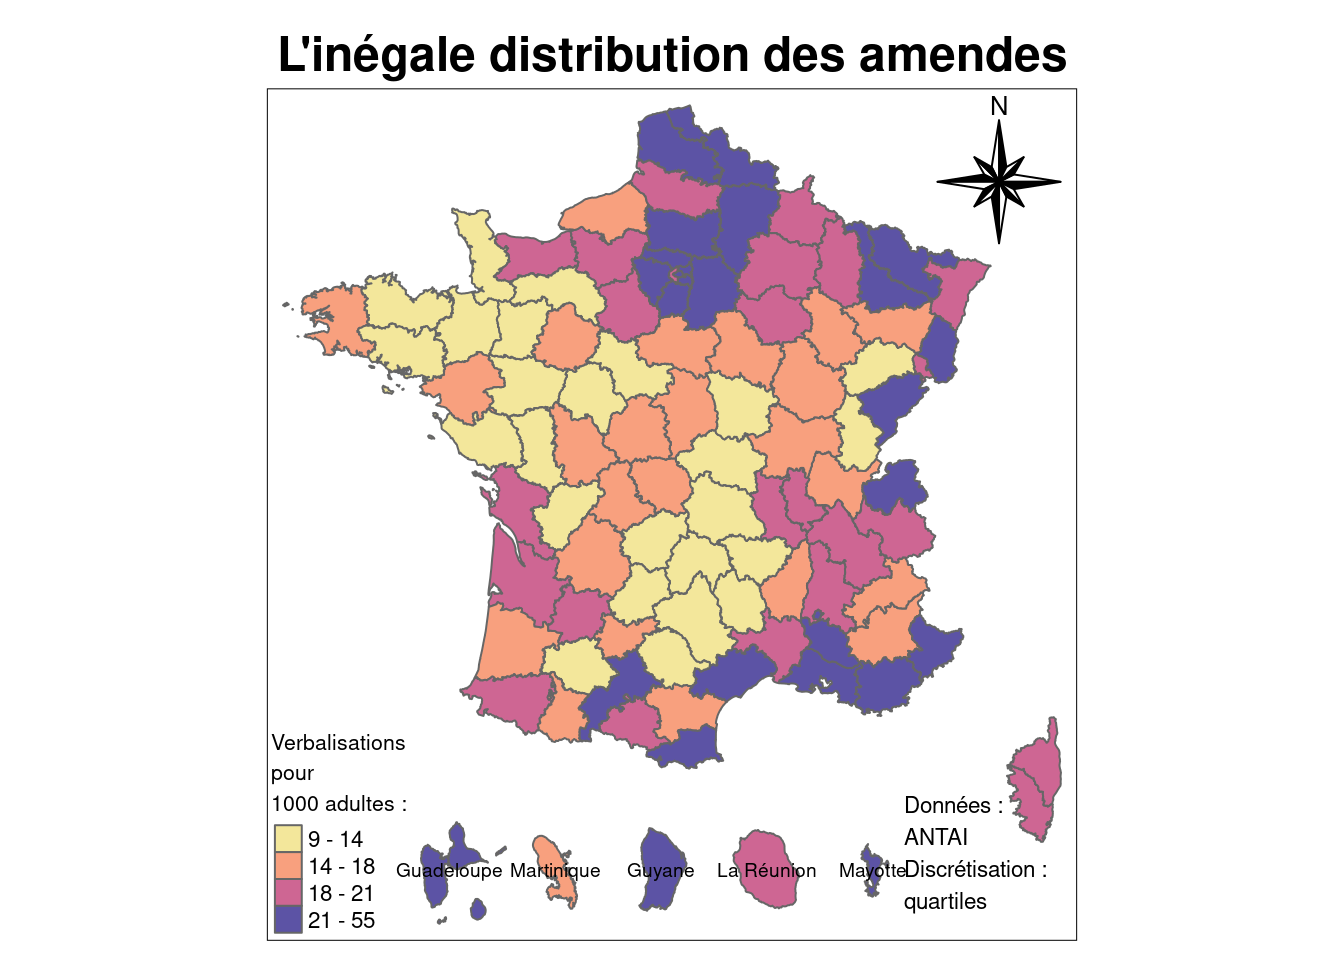 L'inégale distribution des amendes
N
Verbalisations
pour
1000 adultes :
9 - 14
14 - 18
18 - 21
21 - 55
Guadeloupe
Martinique
Guyane
La Réunion
Mayotte
Données :
ANTAI
Discrétisation :
quartiles